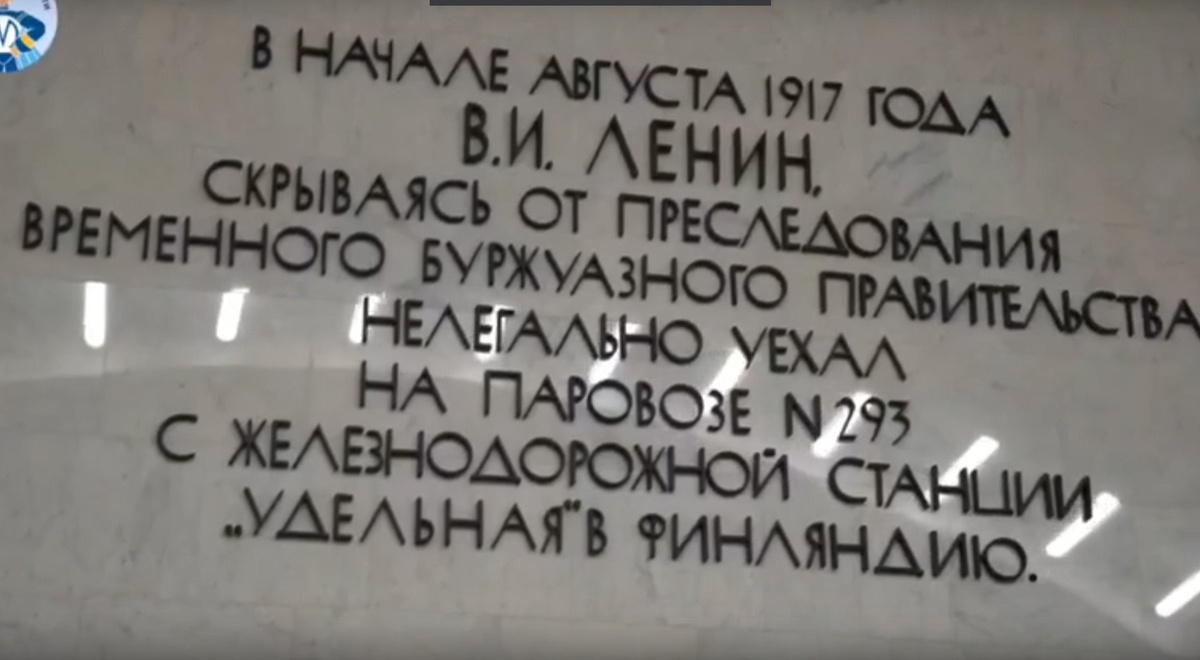 В НАЧАЛЕ АВГУСТА 1917 ГОДА
В.И. ЛЕНИН,
СКРЫВАЯСЬ ОТ ПРЕСЛЕДОВАНИЯ
ВРЕМЕННОГО БУРЖУАЗНОГО ПРАВИТЕЛЬСТВА
НЕЛЕГАЛЬНО УЕХАЛ
НА ПАРОВОЗЕ N 293
С ЖЕЛЕЗНОДОРОЖНОЙ СТАНЦИИ
„УДЕЛЬНАЯ“ В ФИНЛЯНДИЮ.